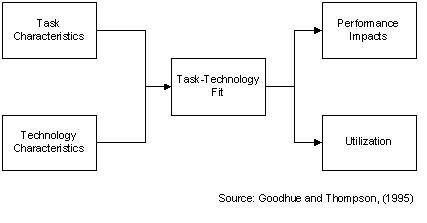 Task
Characteristics
Performance
Impacts
Task-Technology
Fit
Technology
Characteristics
Utilization
Source: Goodhue and Thompson, (1995)